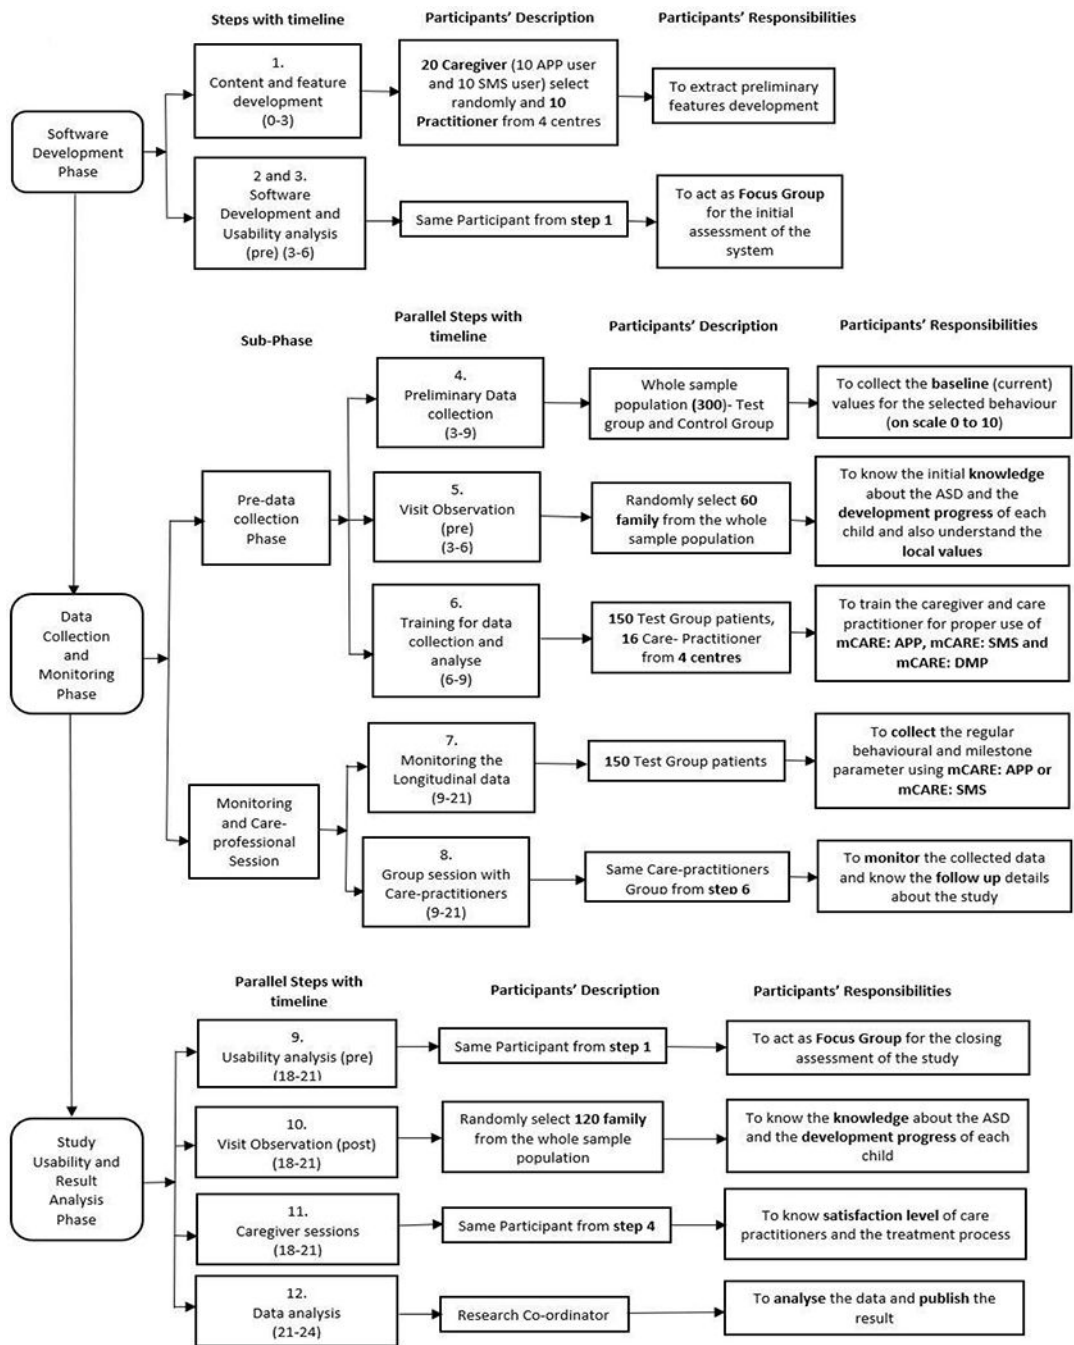 Steps with timeline
Participants' Description
Participants' Responsibilities
Software
Development
Phase
1.
Content and feature
development
(0-3)
20 Caregiver (10 APP user
and 10 SMS user) select
randomly and 10
Practitioner from 4 centres
To extract preliminary
features development
2 and 3.
Software
Development and
Usability analysis
(pre) (3-6)
Same Participant from step 1
To act as Focus Group
for the initial
assessment of the
system
Sub-Phase
Parallel Steps with
timeline
Participants' Description
Participants' Responsibilities
Data
Collection
and
Monitoring
Phase
Pre-data
collection
Phase
4.
Preliminary Data
collection
(3-9)
Whole sample
population (300)- Test
group and Control Group
To collect the baseline (current)
values for the selected behaviour
(on scale 0 to 10)
5.
Visit Observation
(pre)
(3-6)
Randomly select 60
family from the whole
sample population
To know the initial knowledge
about the ASD and the
development progress of each
child and also understand the
local values
6.
Training for data
collection and
analyse
(6-9)
150 Test Group patients,
16 Care- Practitioner
from 4 centres
To train the caregiver and care
practitioner for proper use of
mCARE: APP, mCARE: SMS and
mCARE: DMP
Monitoring
and Care-
professional
Session
7.
Monitoring the
Longitudinal data
(9-21)
150 Test Group patients
To collect the regular
behavioural and milestone
parameter using mCARE: APP or
mCARE: SMS
8.
Group session with
Care-practitioners
(9-21)
Same Care-practitioners
Group from step 6
To monitor the collected data
and know the follow up details
about the study
Parallel Steps with
timeline
Participants' Description
Participants' Responsibilities
Study
Usability and
Result
Analysis
Phase
9.
Usability analysis (pre)
(18-21)
Same Participant from step 1
To act as Focus Group for the closing
assessment of the study
10.
Visit Observation (post)
(18-21)
Randomly select 120 family
from the whole sample
population
To know the knowledge about the ASD
and the development progress of each
child
11.
Caregiver sessions
(18-21)
Same Participant from step 4
To know satisfaction level of care
practitioners and the treatment process
12.
Data analysis
(21-24)
Research Co-ordinator
To analyse the data and publish the
result